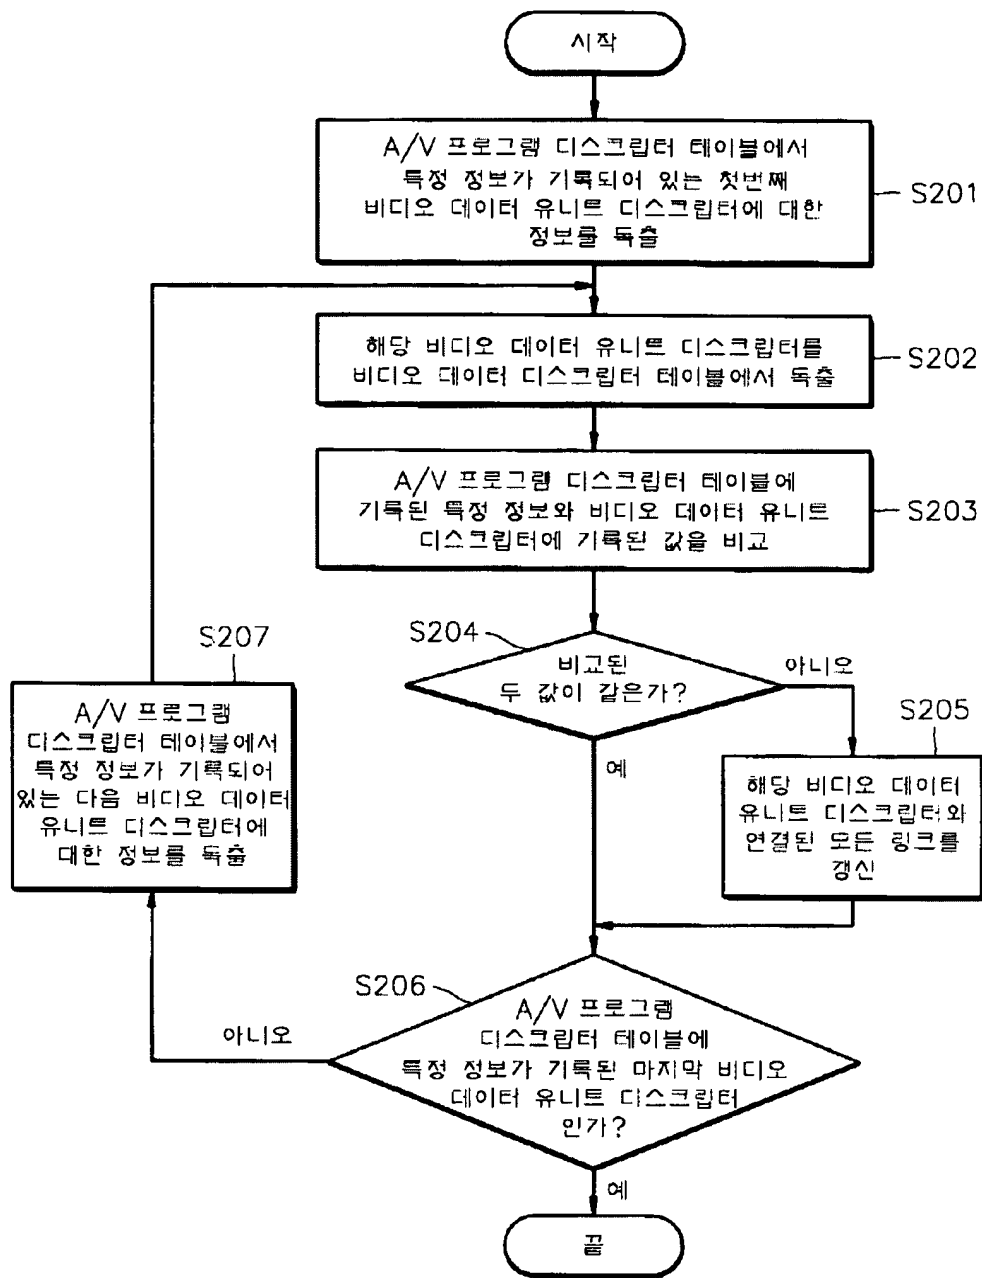 시작
A/V 프로그램 디스크립터 테이블에서
특정 정보가 기록되어 있는 첫번째
비디오 데이터 유니트 디스크립터에 대한
정보를 독출
S201
해당 비디오 데이터 유니트 디스크립터를
비디오 데이터 디스크립터 테이블에서 독출
S202
A/V 프로그램 디스크립터 테이블에
기록된 특정 정보와 비디오 데이터 유니트
디스크립터에 기록된 값을 비교
S203
S204
비교된
두 값이 같은가?
아니오
예
S205
해당 비디오 데이터
유니트 디스크립터와
연결된 모든 링크를
갱신
S207
A/V 프로그램
디스크립터 테이블에서
특정 정보가 기록되어
있는 다음 비디오 데이터
유니트 디스크립터에
대한 정보를 독출
S206
A/V 프로그램
디스크립터 테이블에
특정 정보가 기록된 마지막 비디오
데이터 유니트 디스크립터
인가?
아니오
예
끝